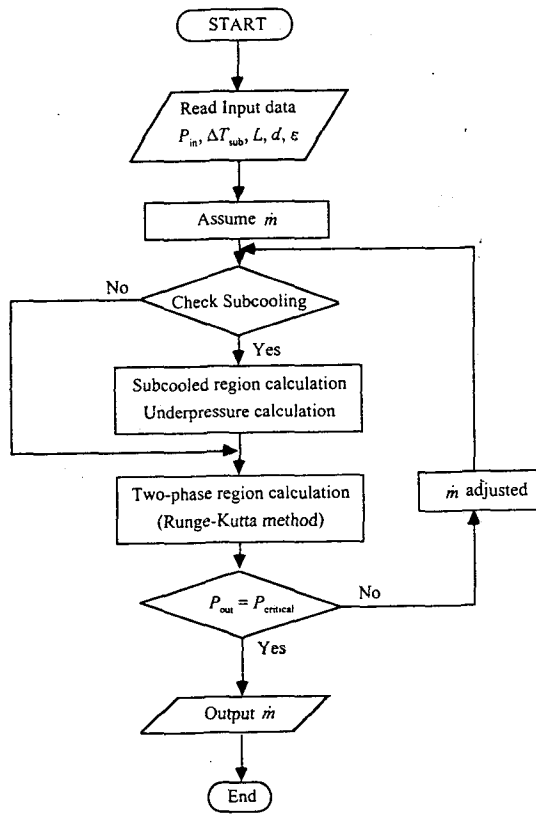 START
Read Input data
P_in, ΔT_sub, L, d, ε
Assume ṁ
No
Check Subcooling
Yes
Subcooled region calculation
Underpressure calculation
Two-phase region calculation
(Runge-Kutta method)
ṁ adjusted
P_out = P_critical
No
Yes
Output ṁ
End